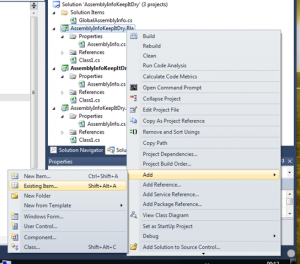 Solution 'AssemblyInfoKeepItDry' (3 projects)
Solution Items
GlobalAssemblyInfo.cs
AssemblyInfoKeepItDry.Bla
Properties
AssemblyInfo.cs
References
Class1.cs
AssemblyInfoKeepItDry
Properties
AssemblyInfo.cs
References
Class1.cs
AssemblyInfoKeepItDry
Properties
AssemblyInfo.cs
References
Class1.cs
Solution Navigator
Properties
Build
Rebuild
Clean
Run Code Analysis
Calculate Code Metrics
Open Command Prompt
Collapse Project
Edit Project File
Copy As Project Reference
Remove and Sort Usings
Copy Path
Project Dependencies...
Project Build Order...
Add
Add Reference...
Add Service Reference...
Add Package Reference...
View Class Diagram
Set as StartUp Project
Debug
Add Solution to Source Control...
New Item... Ctrl+Shift+A
Existing Item... Shift+Alt+A
New Folder
New from Template
Windows Form...
User Control...
Component...
Class... Shift+Alt+C